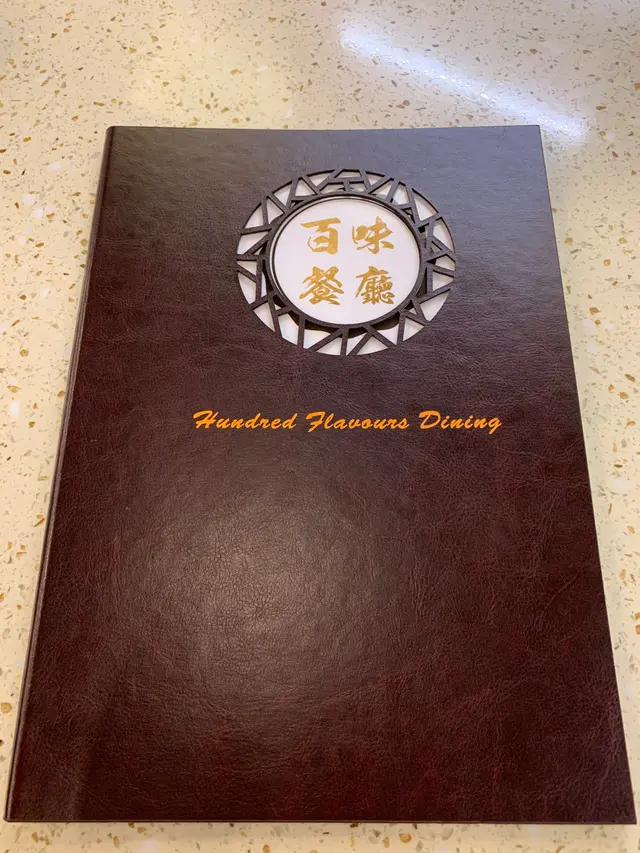 百味
餐廳
Hundred Flavours Dining